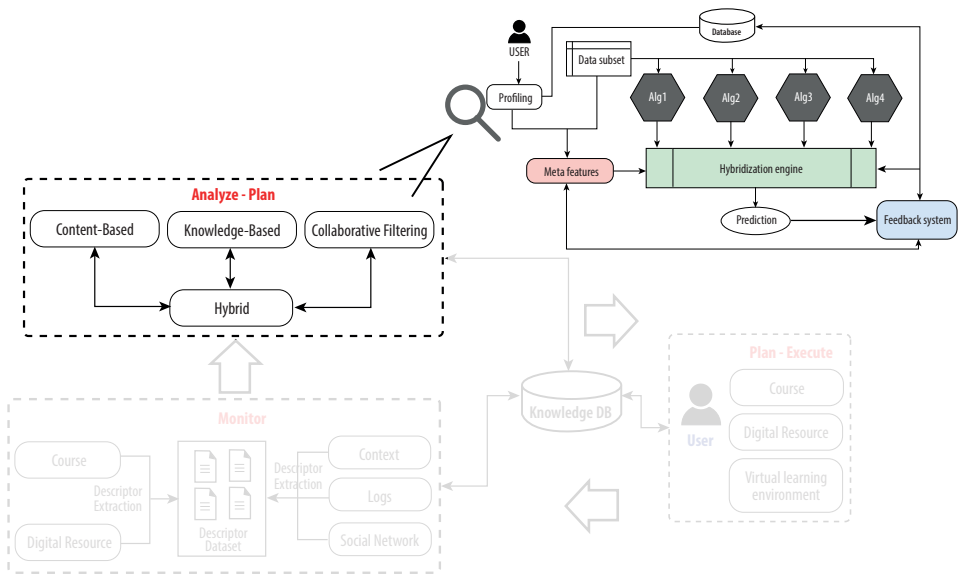 USER
Database
Data subset
Profiling
Alg1
Alg2
Alg3
Alg4
Meta features
Hybridization engine
Prediction
Feedback system
Analyze - Plan
Content-Based
Knowledge-Based
Collaborative Filtering
Hybrid
Knowledge DB
Plan - Execute
User
Course
Digital Resource
Virtual learning
environment
Monitor
Course
Digital Resource
Descriptor
Extraction
Descriptor
Dataset
Descriptor
Extraction
Context
Logs
Social Network